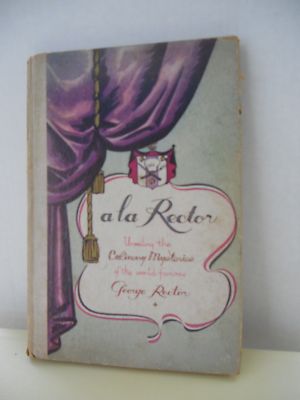 a la Rector
Unveiling the
Culinary Mysteries
of the world famous
George Rector